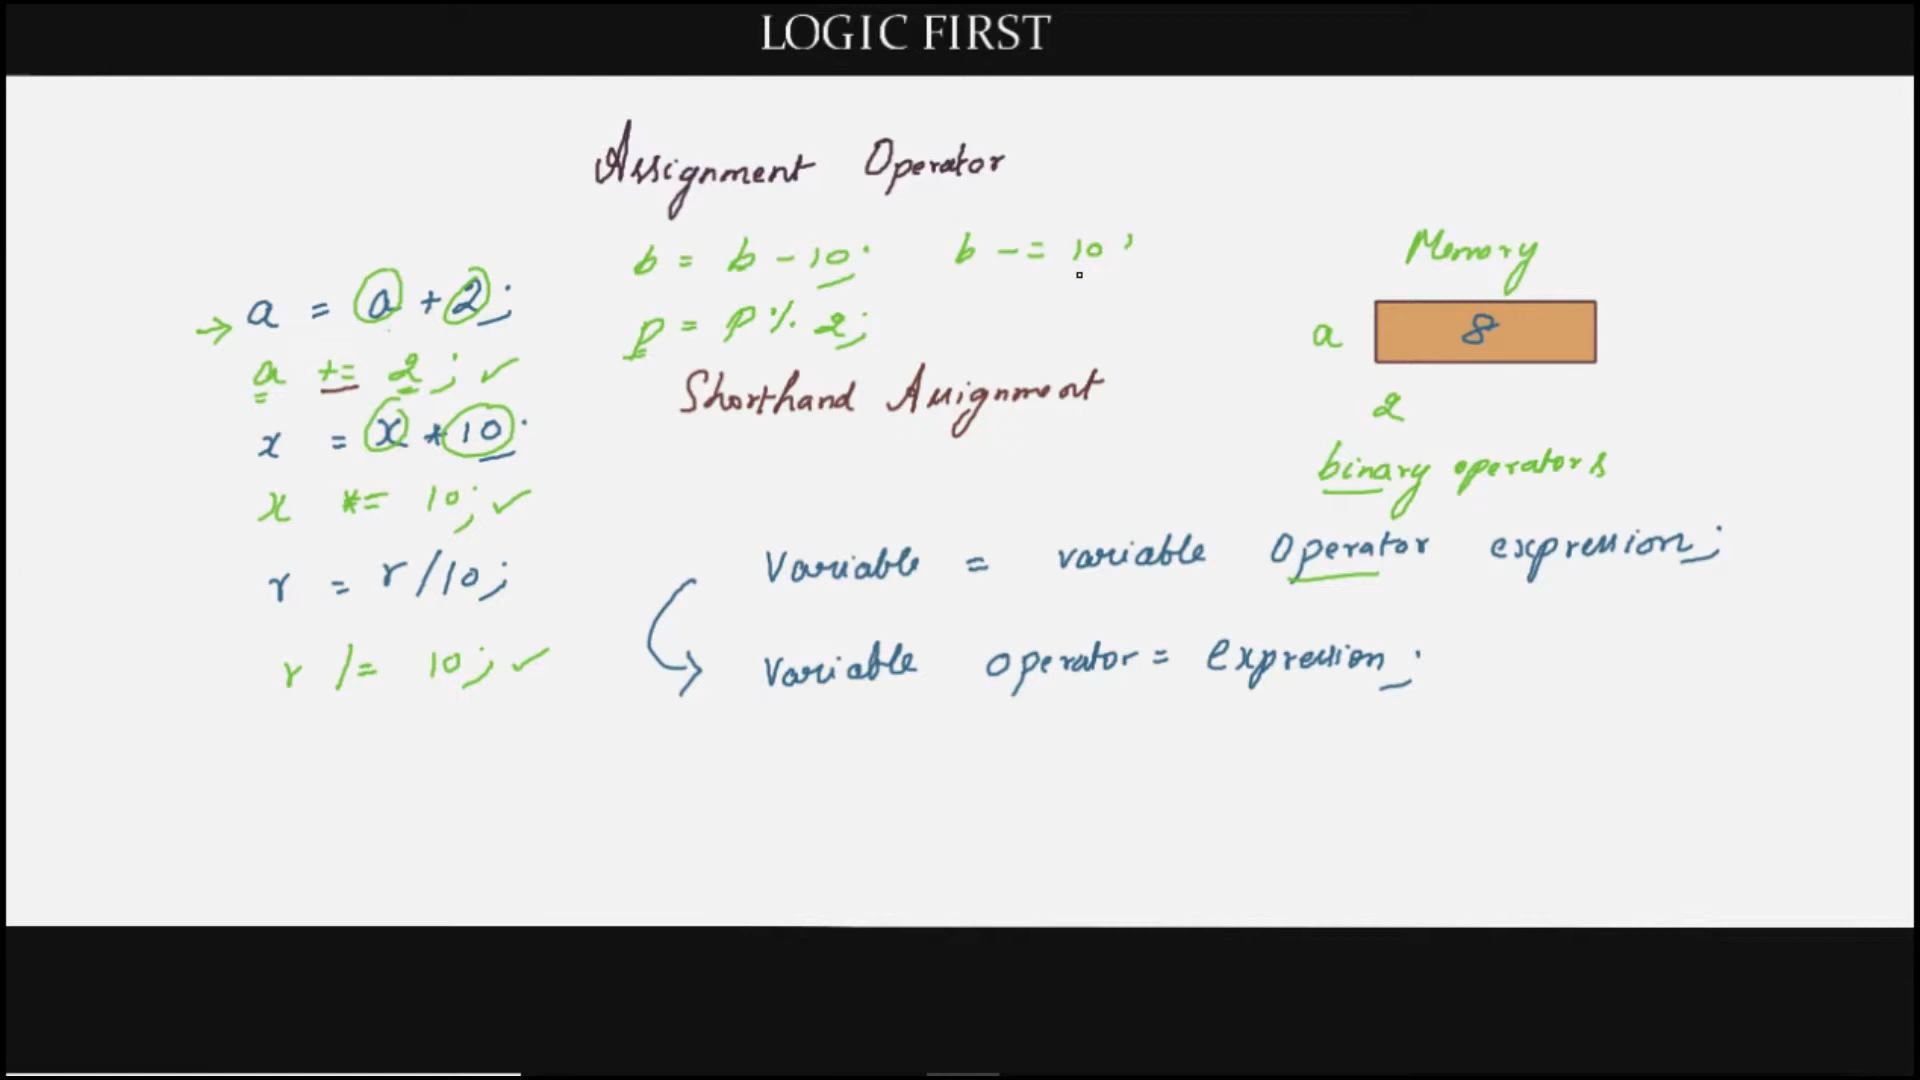 LOGIC FIRST
Assignment Operator
b = b - 10; b -= 10;
Memory
a = a + 2;
p = p % 2;
a 8
a += 2;
Shorthand Assignment
2
x = x * 10;
binary operators
x *= 10;
Variable = variable Operator expression;
r = r/10;
Variable operator = expression;
r /= 10;